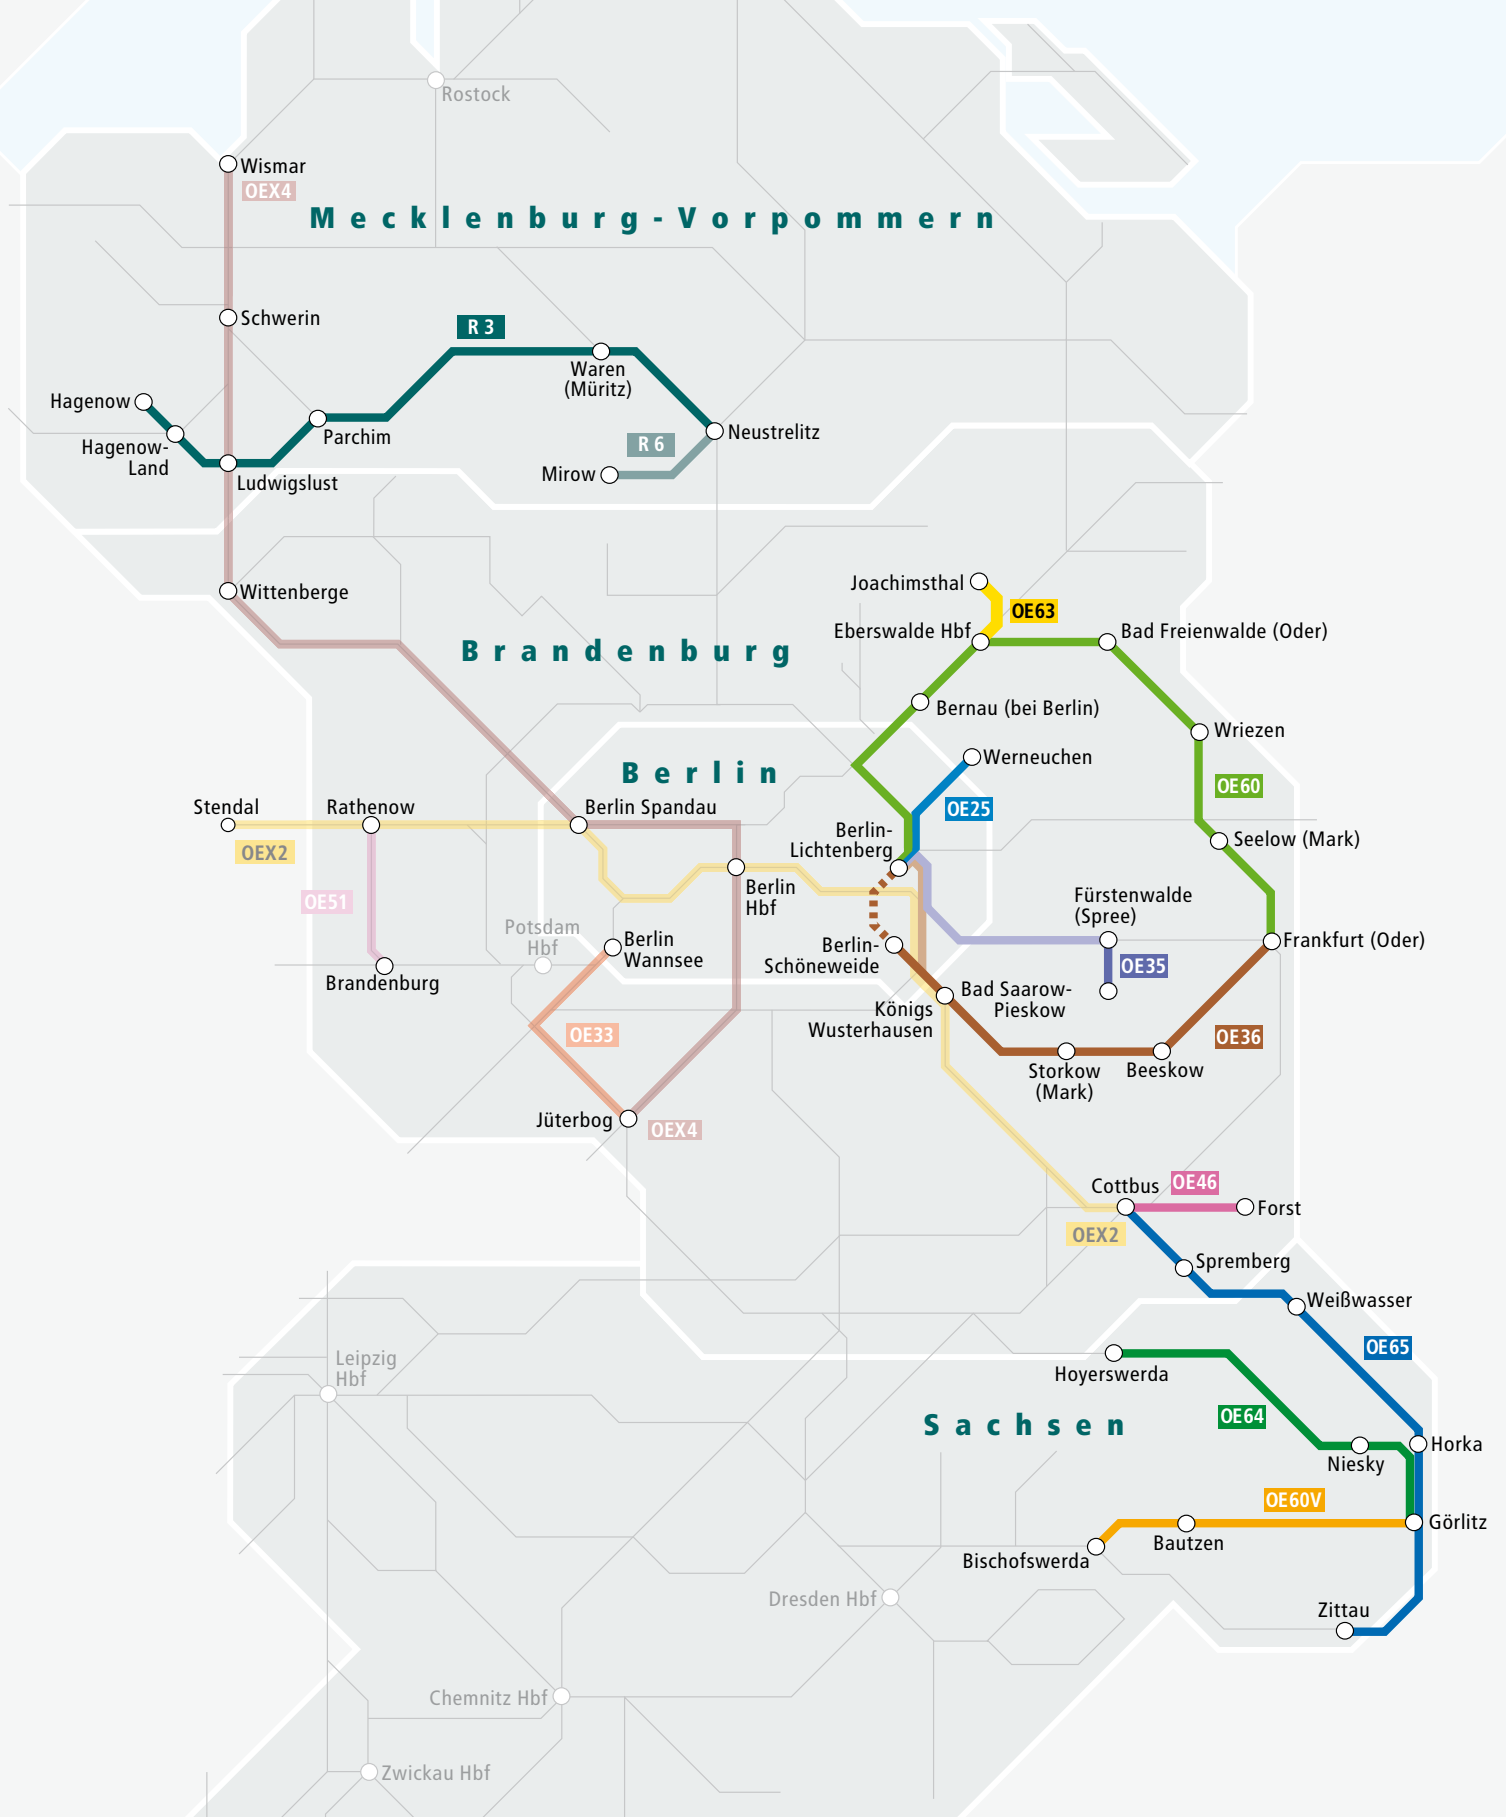 Rostock
Wismar
OEX4
Mecklenburg-Vorpommern
Schwerin
R 3
Waren
(Müritz)
Hagenow
Hagenow-
Land
Parchim
Neustrelitz
R 6
Mirow
Ludwigslust
Wittenberge
Joachimsthal
OE63
Eberswalde Hbf
Bad Freienwalde (Oder)
Brandenburg
Bernau (bei Berlin)
Wriezen
Werneuchen
Berlin
OE60
Stendal
Rathenow
Berlin Spandau
OE25
Berlin-
Lichtenberg
Seelow (Mark)
OEX2
OE51
Berlin
Hbf
Fürstenwalde
(Spree)
Potsdam
Hbf
Berlin
Wannsee
Berlin-
Schöneweide
Frankfurt (Oder)
OE35
Brandenburg
Bad Saarow-
Pieskow
Königs
Wusterhausen
OE33
OE36
Storkow
(Mark)
Beeskow
Jüterbog
OEX4
Cottbus
OE46
Forst
OEX2
Spremberg
Weißwasser
OE65
Leipzig
Hbf
Hoyerswerda
OE64
Sachsen
Horka
Niesky
OE60V
Görlitz
Bautzen
Bischofswerda
Dresden Hbf
Zittau
Chemnitz Hbf
Zwickau Hbf